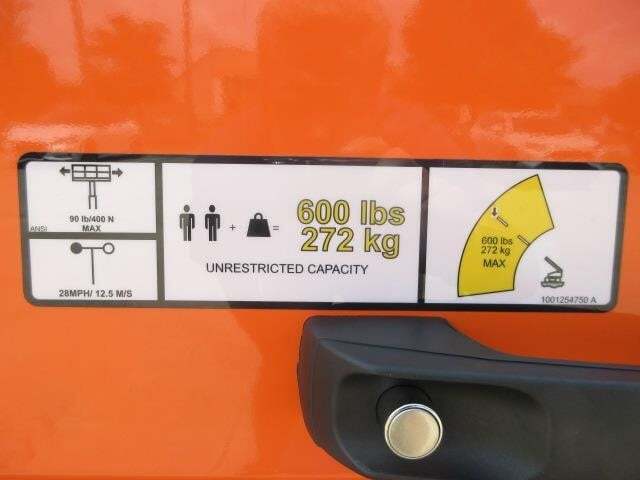 90 lb/400 N
MAX
ANSI
28MPH/ 12.5 M/S
+ = 600 lbs
272 kg
UNRESTRICTED CAPACITY
600 lbs
272 kg
MAX
1001254750 A